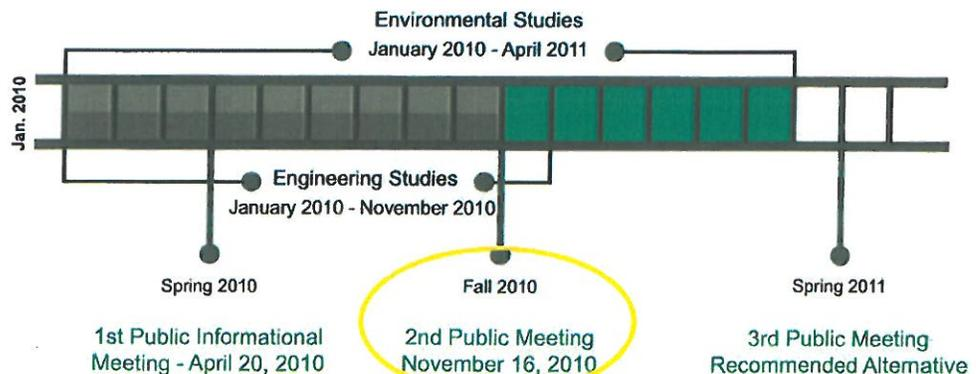 Environmental Studies
January 2010 - April 2011
Jan. 2010
Engineering Studies
January 2010 - November 2010
Spring 2010
Fall 2010
Spring 2011
1st Public Informational
Meeting - April 20, 2010
2nd Public Meeting
November 16, 2010
3rd Public Meeting
Recommended Alternative